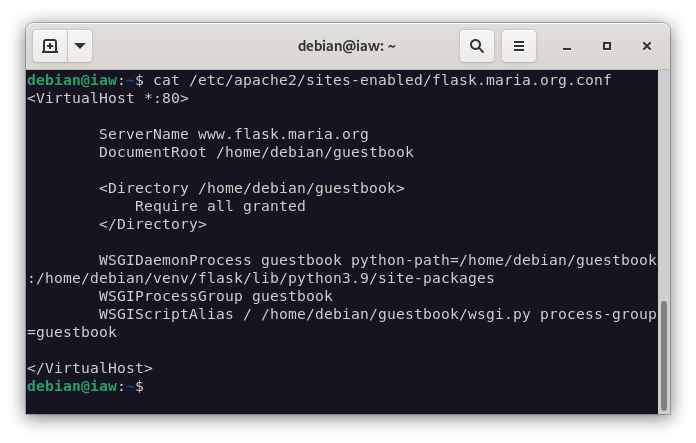 debian@iaw: ~
debian@iaw:~$ cat /etc/apache2/sites-enabled/flask.maria.org.conf
<VirtualHost *:80>
ServerName www.flask.maria.org
DocumentRoot /home/debian/guestbook
<Directory /home/debian/guestbook>
Require all granted
</Directory>
WSGIDaemonProcess guestbook python-path=/home/debian/guestbook
:/home/debian/venv/flask/lib/python3.9/site-packages
WSGIProcessGroup guestbook
WSGIScriptAlias / /home/debian/guestbook/wsgi.py process-group
=guestbook
</VirtualHost>
debian@iaw:~$